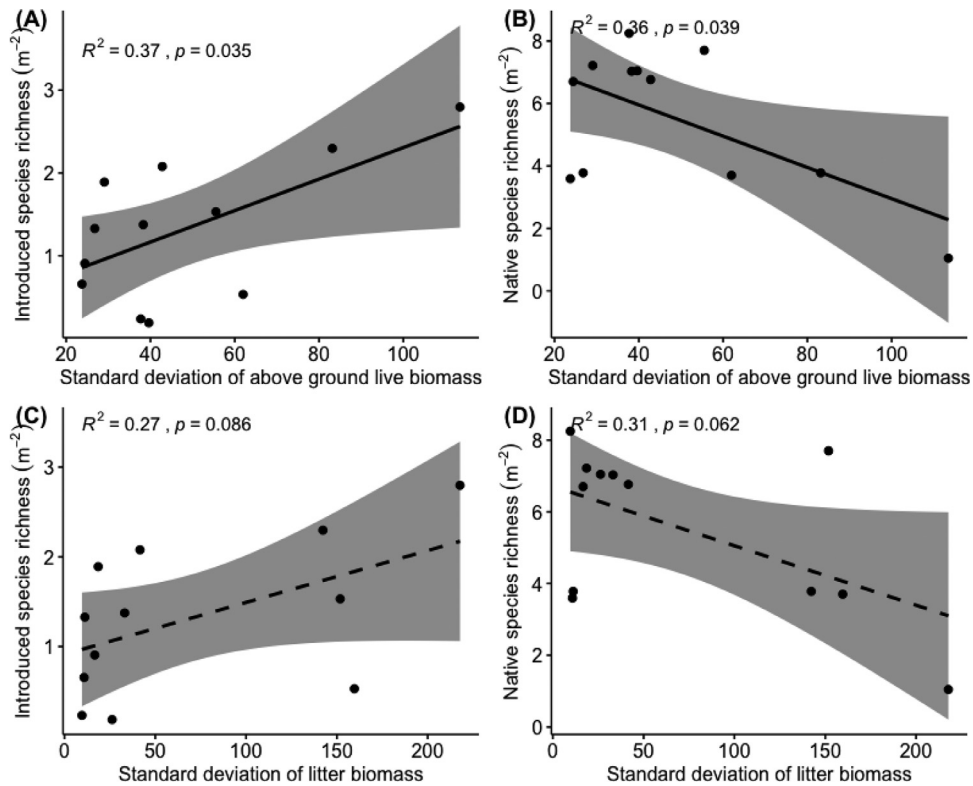 (A)
R² = 0.37 , p = 0.035
Introduced species richness (m⁻²)
3
2
1
20 40 60 80 100
Standard deviation of above ground live biomass
(B)
R² = 0.36 , p = 0.039
Native species richness (m⁻²)
8
6
4
2
0
20 40 60 80 100
Standard deviation of above ground live biomass
(C)
R² = 0.27 , p = 0.086
Introduced species richness (m⁻²)
3
2
1
0 50 100 150 200
Standard deviation of litter biomass
(D)
R² = 0.31 , p = 0.062
Native species richness (m⁻²)
8
6
4
2
0
0 50 100 150 200
Standard deviation of litter biomass